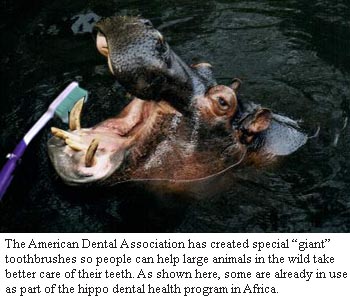 The American Dental Association has created special “giant”
toothbrushes so people can help large animals in the wild take
better care of their teeth. As shown here, some are already in use
as part of the hippo dental health program in Africa.